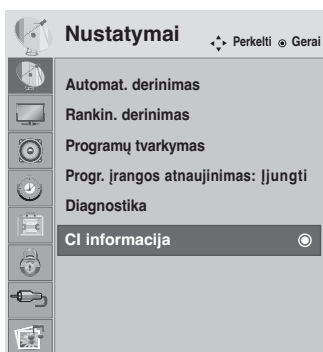 Nustatymai
Perkelti Gerai
Automat. derinimas
Rankin. derinimas
Programų tvarkymas
Progr. įrangos atnaujinimas: Įjungti
Diagnostika
CI informacija